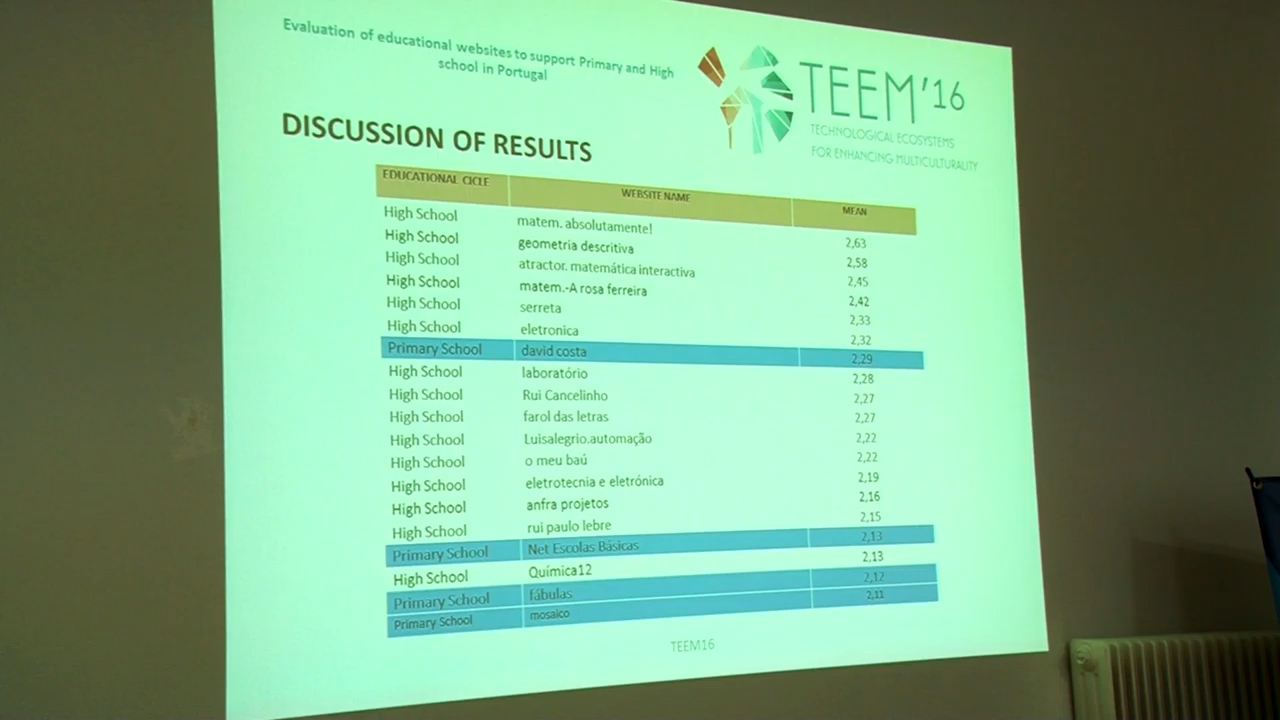 Evaluation of educational websites to support Primary and High
school in Portugal
TEEM'16
TECHNOLOGICAL ECOSYSTEMS
FOR ENHANCING MULTICULTURALITY
DISCUSSION OF RESULTS
EDUCATIONAL CICLE WEBSITE NAME MEAN
High School matem. absolutamente! 2,63
High School geometria descritiva 2,58
High School atractor. matemática interactiva 2,45
High School matem.-A rosa ferreira 2,42
High School serreta 2,33
High School eletronica 2,32
Primary School david costa 2,29
High School laboratório 2,28
High School Rui Cancelinho 2,27
High School farol das letras 2,27
High School Luisalegrio.automação 2,22
High School o meu baú 2,22
High School eletrotecnia e eletrónica 2,19
High School anfra projetos 2,16
High School rui paulo lebre 2,15
Primary School Net Escolas Básicas 2,13
High School Química12 2,13
Primary School fábulas 2,12
Primary School mosaico 2,11
TEEM16